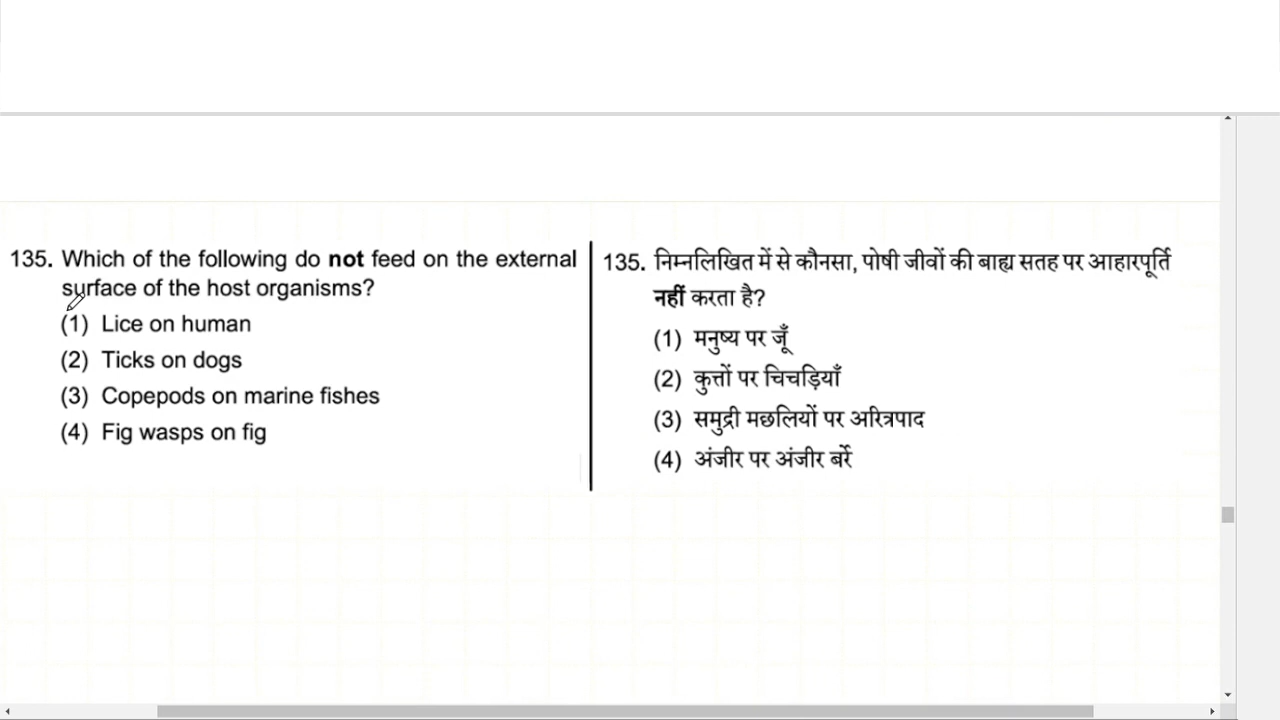 135. Which of the following do not feed on the external
surface of the host organisms?
(1) Lice on human
(2) Ticks on dogs
(3) Copepods on marine fishes
(4) Fig wasps on fig
135. निम्नलिखित में से कौनसा, पोषी जीवों की बाह्य सतह पर आहारपूर्ति
नहीं करता है?
(1) मनुष्य पर जूँ
(2) कुत्तों पर चिचड़ियाँ
(3) समुद्री मछलियों पर अरित्रपाद
(4) अंजीर पर अंजीर बर्रे